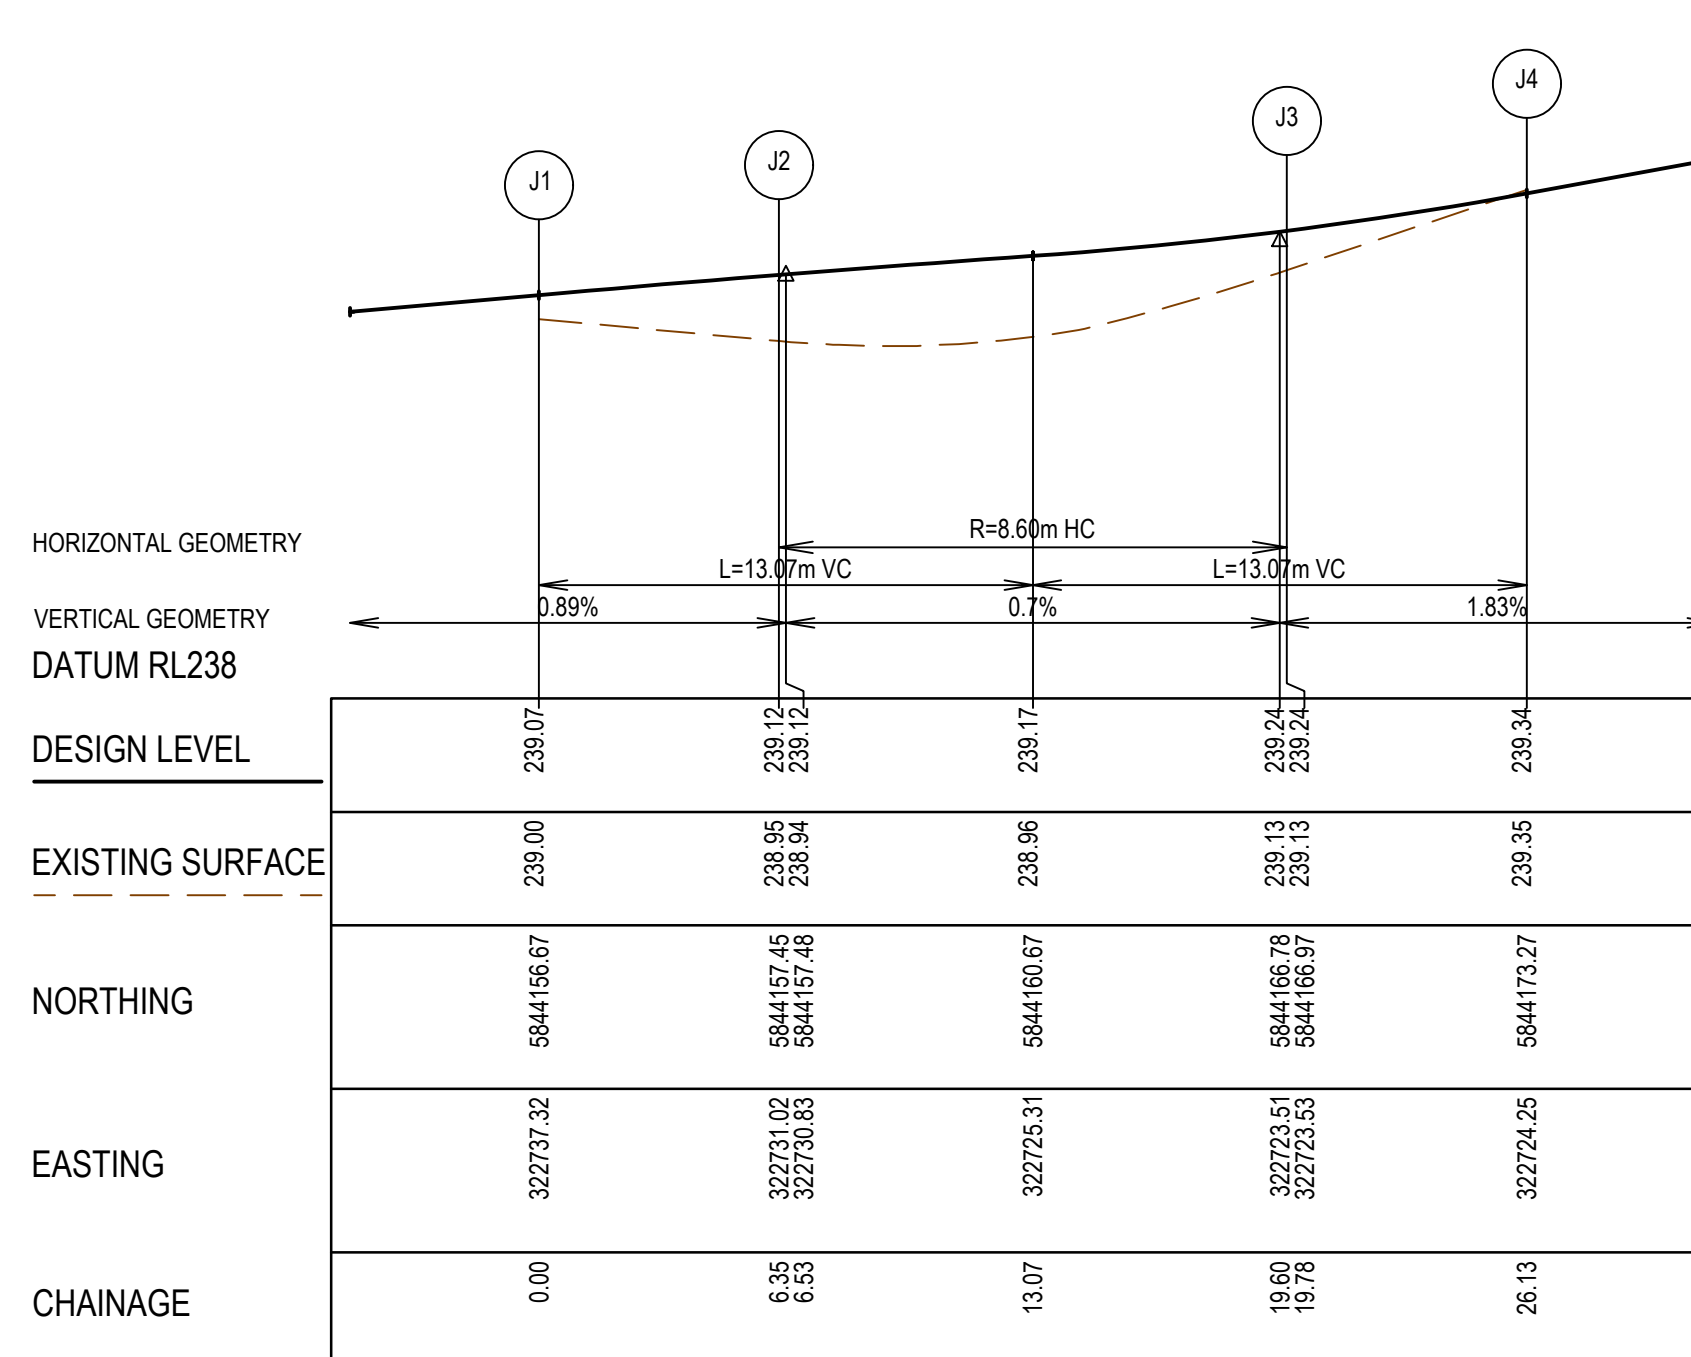 J4
J3
J2
J1
R=8.60m HC
HORIZONTAL GEOMETRY
L=13.07m VC L=13.07m VC
0.89% 0.7% 1.83%
VERTICAL GEOMETRY
DATUM RL238
DESIGN LEVEL 239.07 239.12 239.12 239.17 239.24 239.24 239.34
EXISTING SURFACE 239.00 238.95 238.94 238.96 239.13 239.13 239.35
NORTHING 5844156.67 5844157.45 5844157.48 5844160.67 5844166.78 5844166.97 5844173.27
EASTING 322737.32 322731.02 322730.83 322725.31 322723.51 322723.53 322724.25
CHAINAGE 0.00 6.35 6.53 13.07 19.60 19.78 26.13